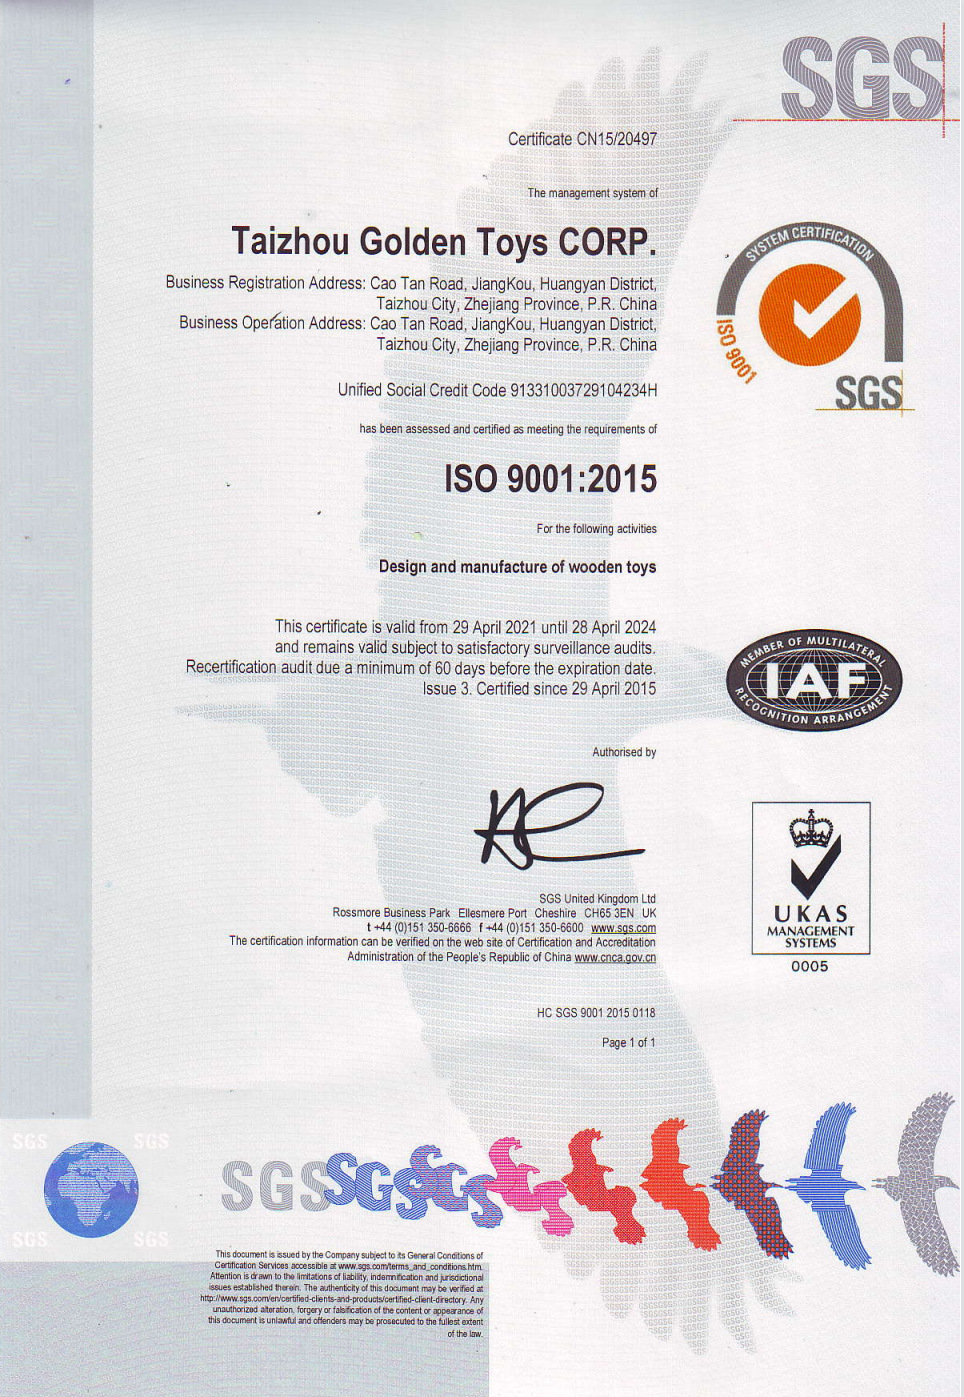 SGS
Certificate CN15/20497
The management system of
Taizhou Golden Toys CORP.
Business Registration Address: Cao Tan Road, JiangKou, Huangyan District,
Taizhou City, Zhejiang Province, P.R. China
Business Operation Address: Cao Tan Road, JiangKou, Huangyan District,
Taizhou City, Zhejiang Province, P.R. China
SYSTEM CERTIFICATION
ISO 9001
SGS
Unified Social Credit Code 91331003729104234H
has been assessed and certified as meeting the requirements of
ISO 9001:2015
For the following activities
Design and manufacture of wooden toys
This certificate is valid from 29 April 2021 until 28 April 2024
and remains valid subject to satisfactory surveillance audits.
Recertification audit due a minimum of 60 days before the expiration date.
Issue 3. Certified since 29 April 2015
MEMBER OF MULTILATERAL
IAF
RECOGNITION ARRANGEMENT
Authorised by
SGS United Kingdom Ltd
Rossmore Business Park Ellesmere Port Cheshire CH65 3EN UK
t +44 (0)151 350-6666 f +44 (0)151 350-6600 www.sgs.com
The certification information can be verified on the web site of Certification and Accreditation
Administration of the People's Republic of China www.cnca.gov.cn
UKAS
MANAGEMENT
SYSTEMS
0005
HC SGS 9001 2015 0118
Page 1 of 1
SGS SGS
SGS SGS
SGS SGS SGS
This document is issued by the Company subject to its General Conditions of
Certification Services accessible at www.sgs.com/terms_and_conditions.htm.
Attention is drawn to the limitations of liability, indemnification and jurisdictional
issues established therein. The authenticity of this document may be verified at
http://www.sgs.com/en/certified-clients-and-products/certified-client-directory. Any
unauthorized alteration, forgery or falsification of the content or appearance of
this document is unlawful and offenders may be prosecuted to the fullest extent
of the law.